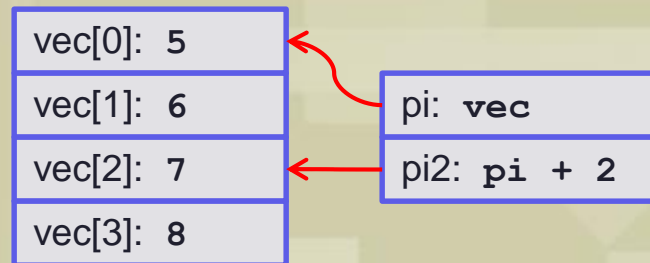 vec[0]: 5
vec[1]: 6
vec[2]: 7
vec[3]: 8
pi: vec
pi2: pi + 2